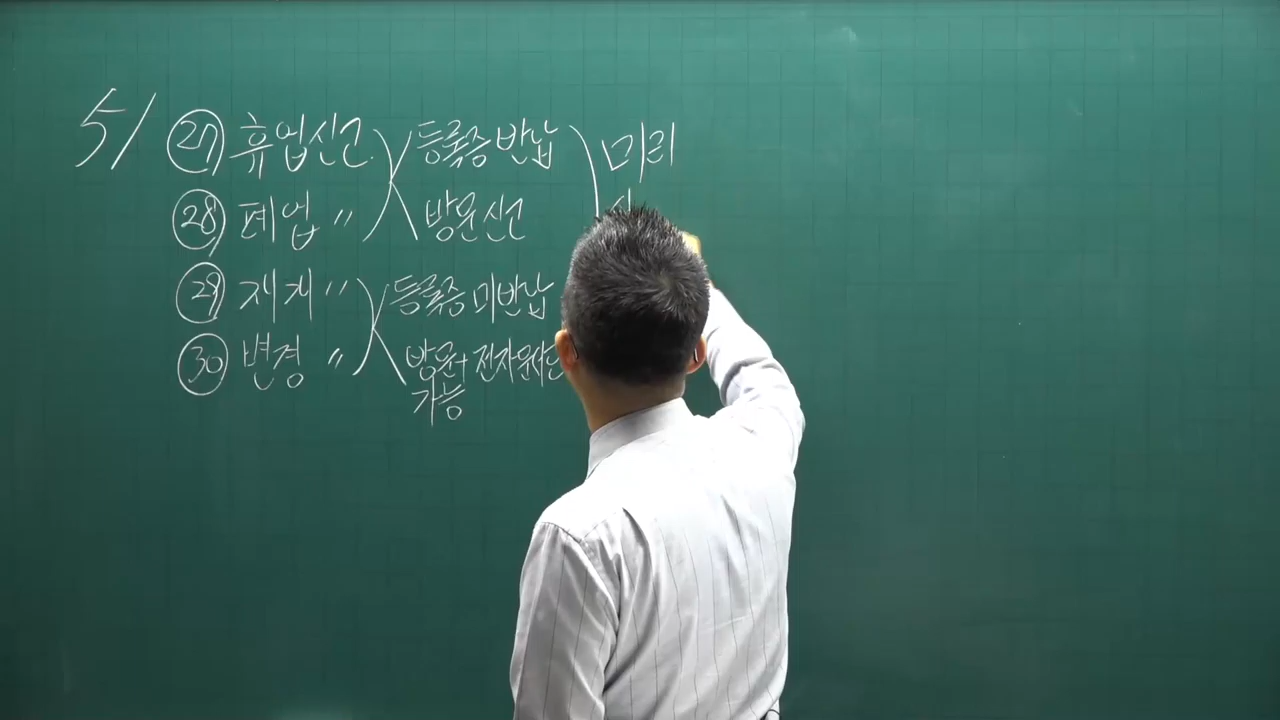 5/ ㉗ 휴업신고. 등록증 반납 미리
㉘ 폐업 〃 방문신고
㉙ 재개 〃 등록증 미반납
㉚ 변경 〃 방문+전자문서
가능